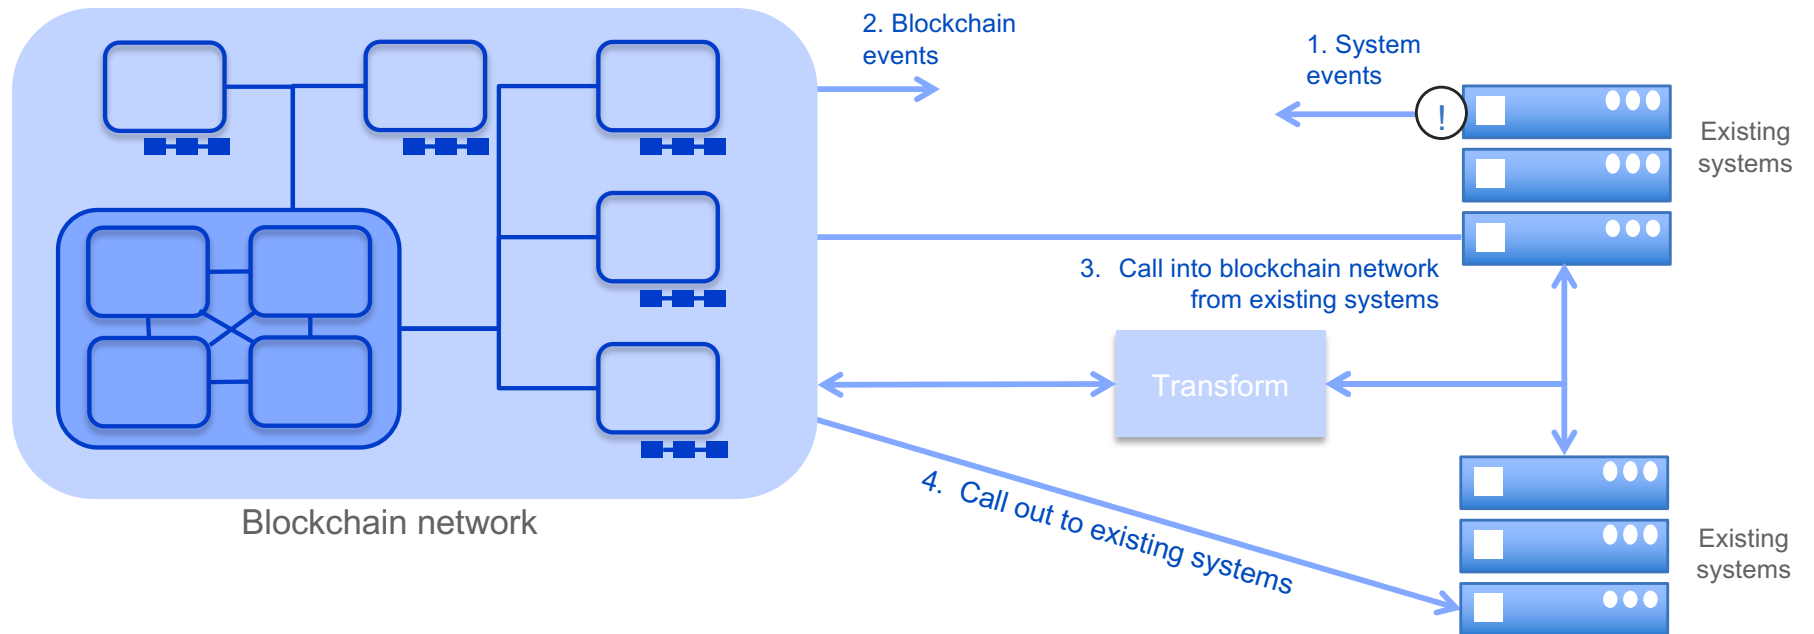 2. Blockchain
events
1. System
events
!
Existing
systems
3. Call into blockchain network
from existing systems
Transform
4. Call out to existing systems
Blockchain network
Existing
systems